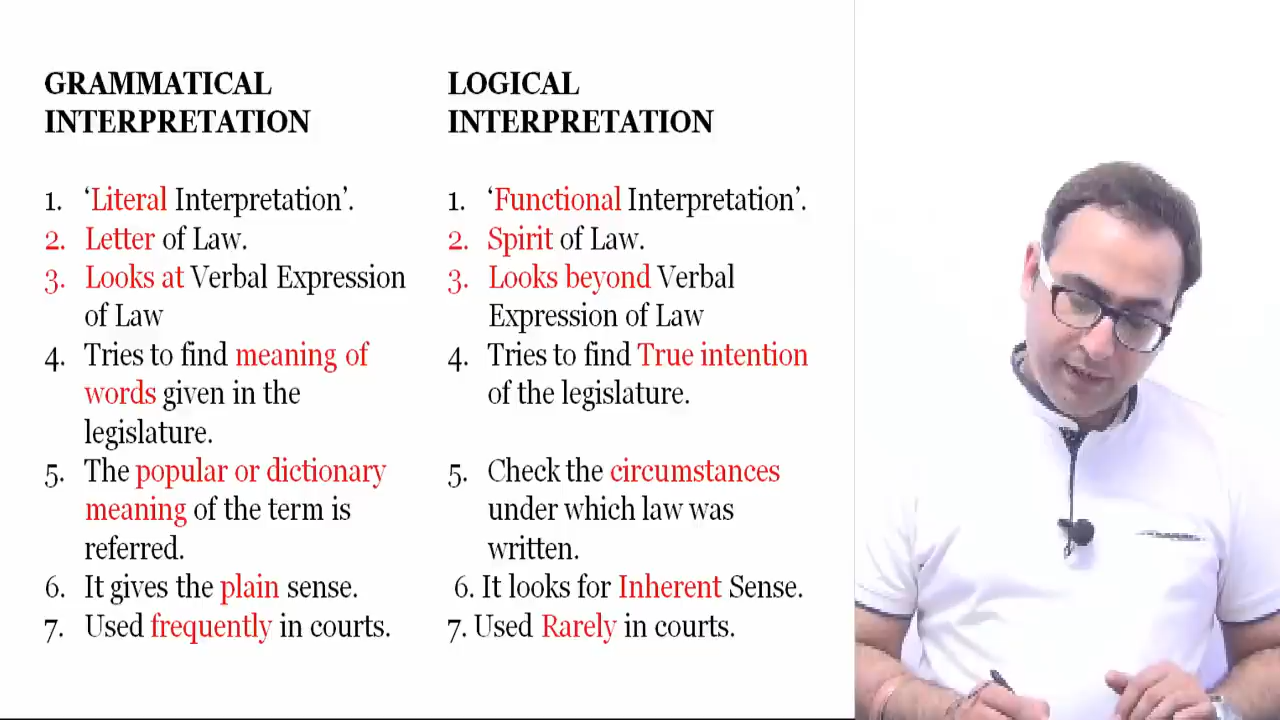 GRAMMATICAL
INTERPRETATION
1. ‘Literal Interpretation’.
2. Letter of Law.
3. Looks at Verbal Expression
of Law
4. Tries to find meaning of
words given in the
legislature.
5. The popular or dictionary
meaning of the term is
referred.
6. It gives the plain sense.
7. Used frequently in courts.
LOGICAL
INTERPRETATION
1. ‘Functional Interpretation’.
2. Spirit of Law.
3. Looks beyond Verbal
Expression of Law
4. Tries to find True intention
of the legislature.
5. Check the circumstances
under which law was
written.
6. It looks for Inherent Sense.
7. Used Rarely in courts.